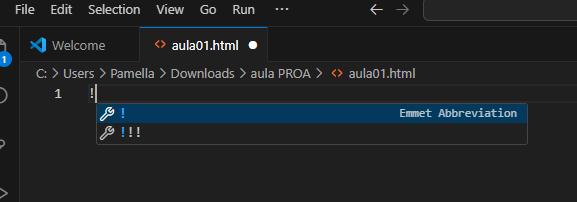 File Edit Selection View Go Run ...
Welcome aula01.html
C: > Users > Pamella > Downloads > aula PROA > aula01.html
1
1 !
! Emmet Abbreviation
!!!